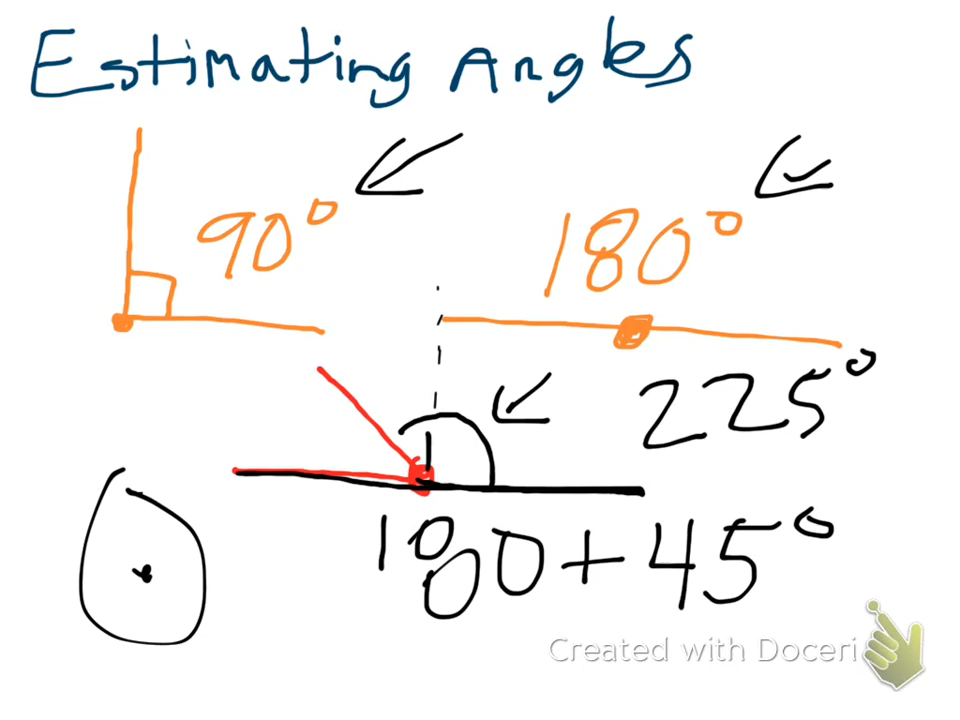 Estimating Angles
90°
180°
225°
180+45°
Created with Doceri